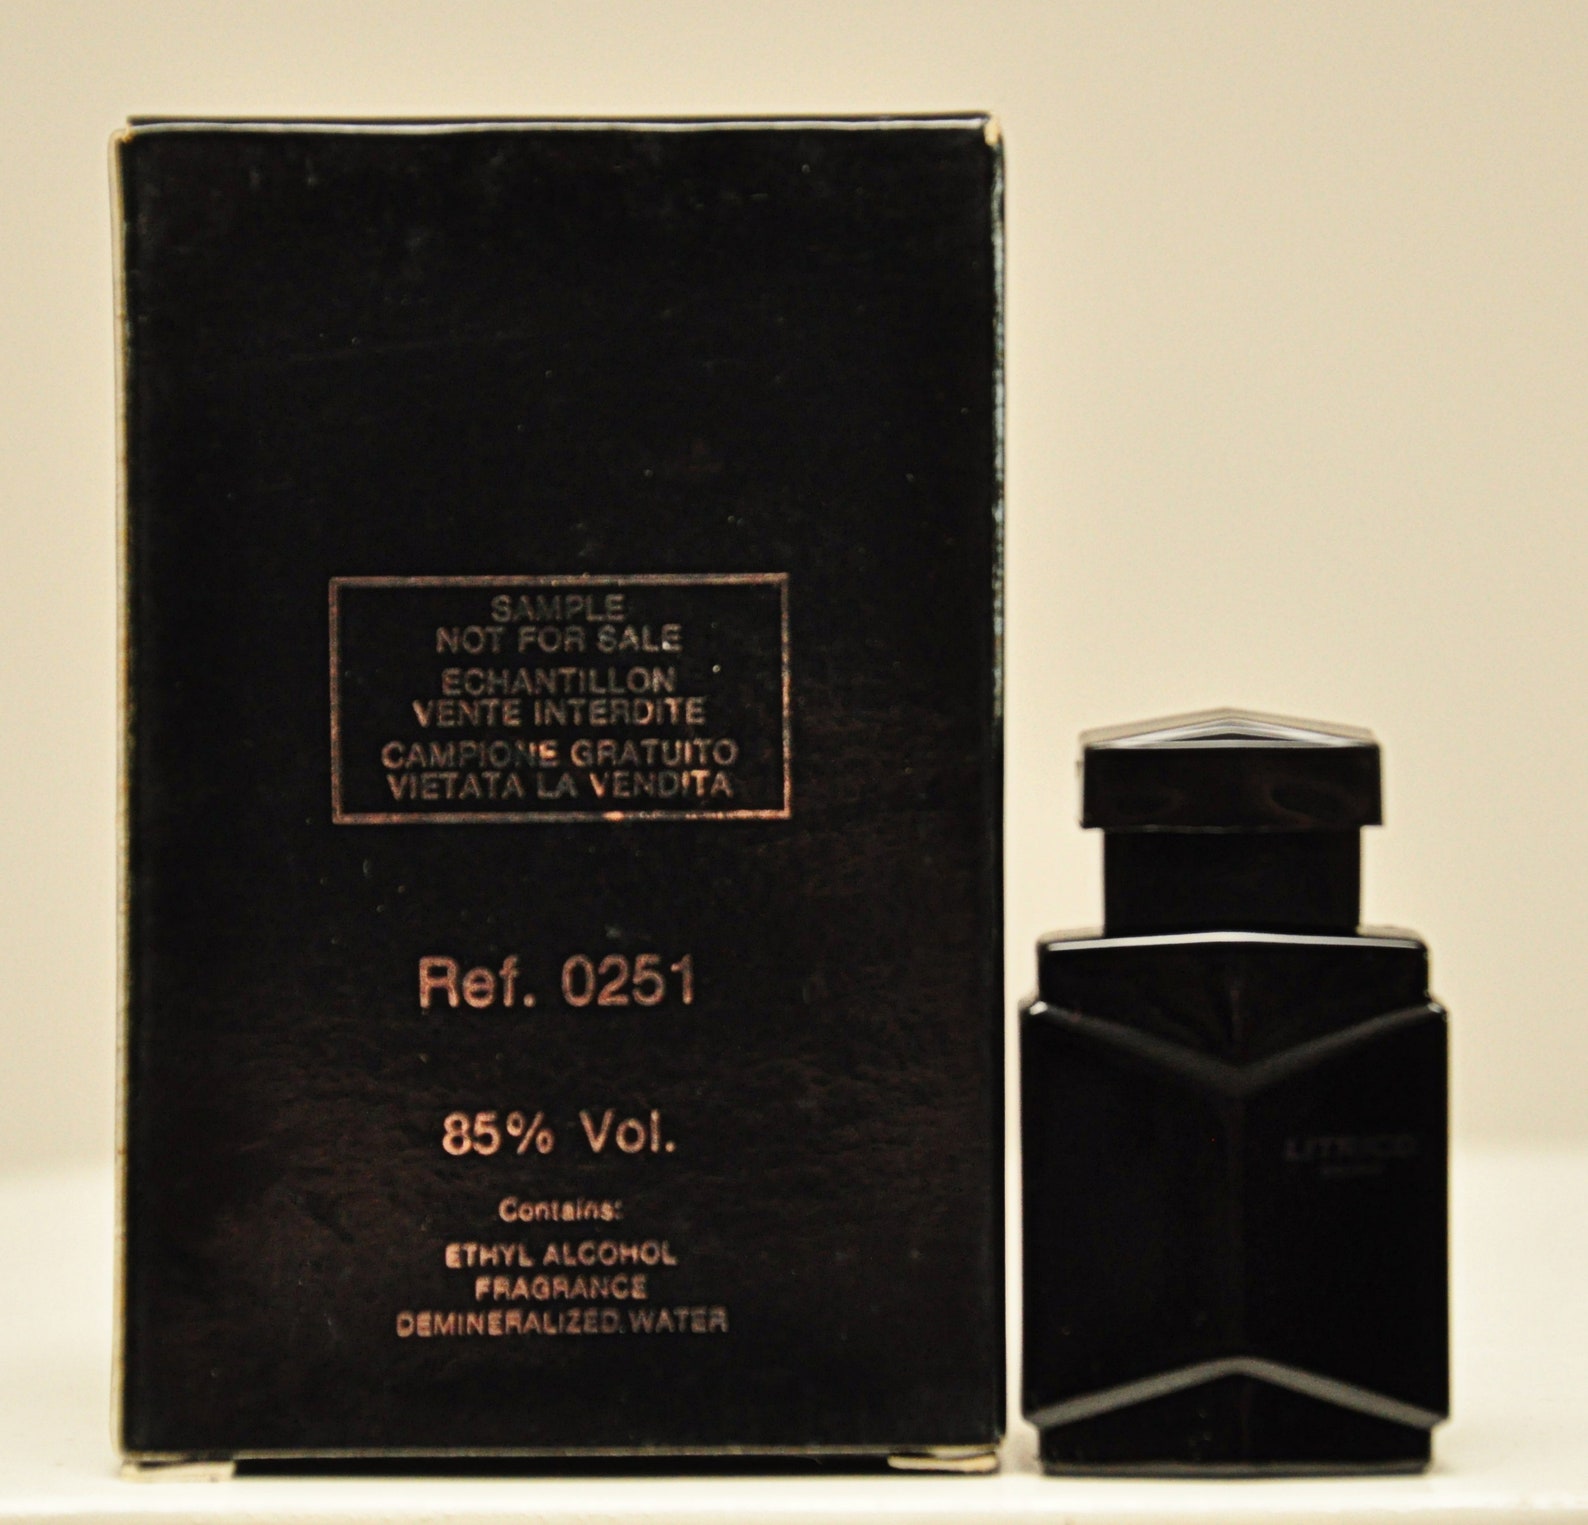 SAMPLE
NOT FOR SALE
ECHANTILLON
VENTE INTERDITE
CAMPIONE GRATUITO
VIETATA LA VENDITA
Ref. 0251
85% Vol.
Contains:
ETHYL ALCOHOL
FRAGRANCE
DEMINERALIZED WATER
LITRICO